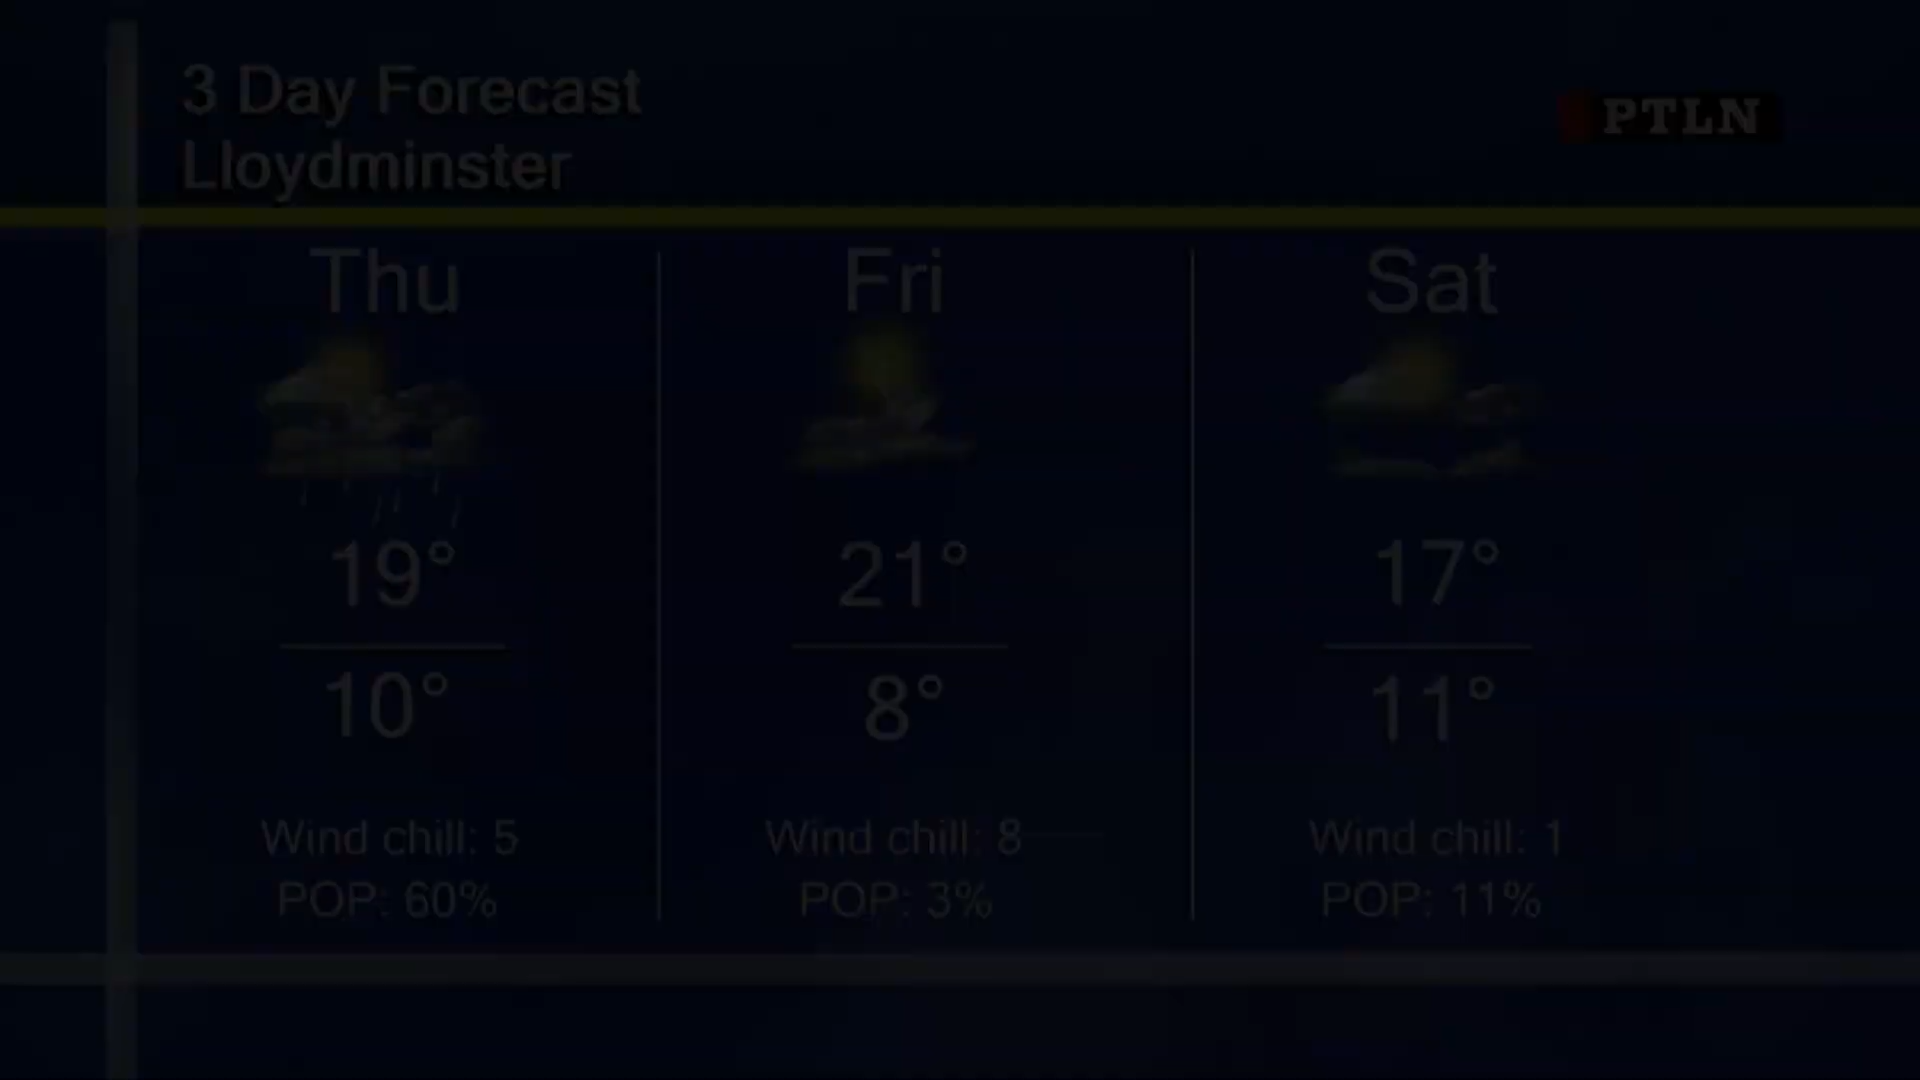 3 Day Forecast
Lloydminster
PTLN
Thu
Fri
Sat
19°
21°
17°
10°
8°
11°
Wind chill: 5
Wind chill: 8
Wind chill: 1
POP: 60%
POP: 3%
POP: 11%